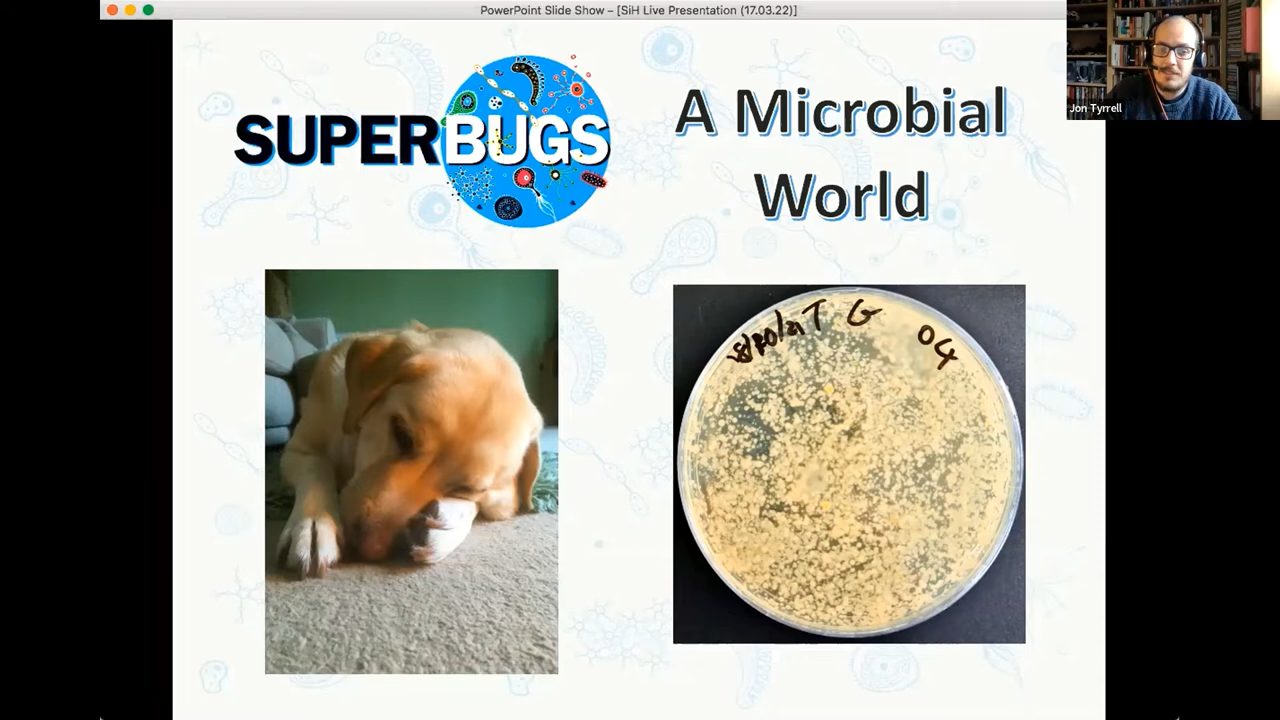 PowerPoint Slide Show – [SiH Live Presentation (17.03.22)]
Jon Tyrrell
SUPERBUGS
A Microbial
World
T G 04